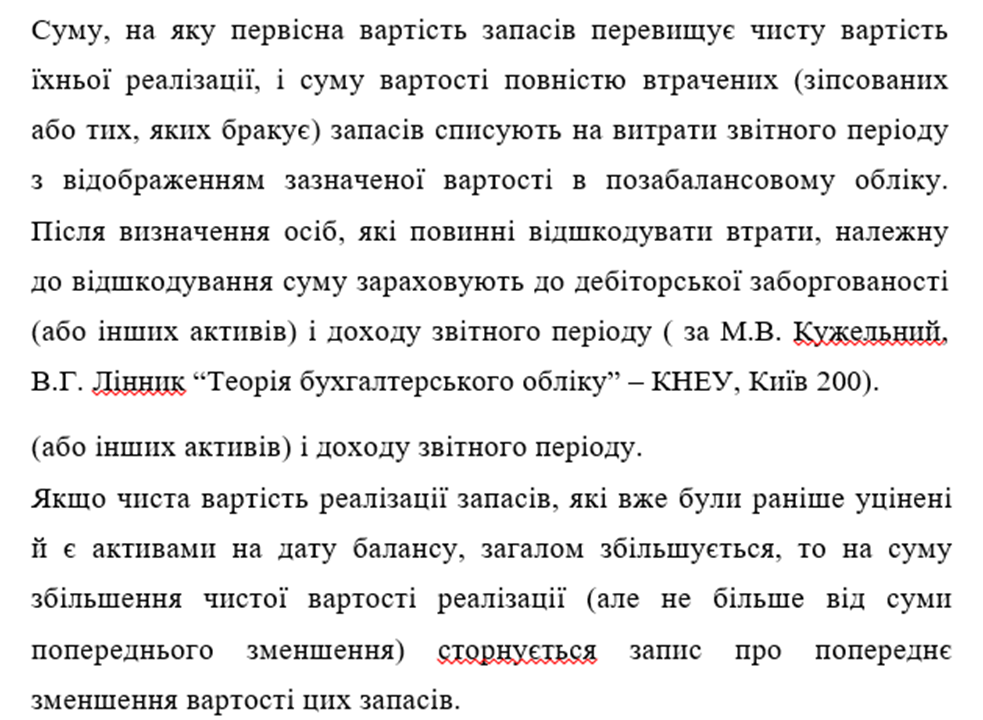 Суму, на яку первісна вартість запасів перевищує чисту вартість
їхньої реалізації, і суму вартості повністю втрачених (зіпсованих
або тих, яких бракує) запасів списують на витрати звітного періоду
з відображенням зазначеної вартості в позабалансовому обліку.
Після визначення осіб, які повинні відшкодувати втрати, належну
до відшкодування суму зараховують до дебіторської заборгованості
(або інших активів) і доходу звітного періоду ( за М.В. Кужельний,
В.Г. Лінник “Теорія бухгалтерського обліку” – КНЕУ, Київ 200).
(або інших активів) і доходу звітного періоду.
Якщо чиста вартість реалізації запасів, які вже були раніше уцінені
й є активами на дату балансу, загалом збільшується, то на суму
збільшення чистої вартості реалізації (але не більше від суми
попереднього зменшення) сторнується запис про попереднє
зменшення вартості цих запасів.